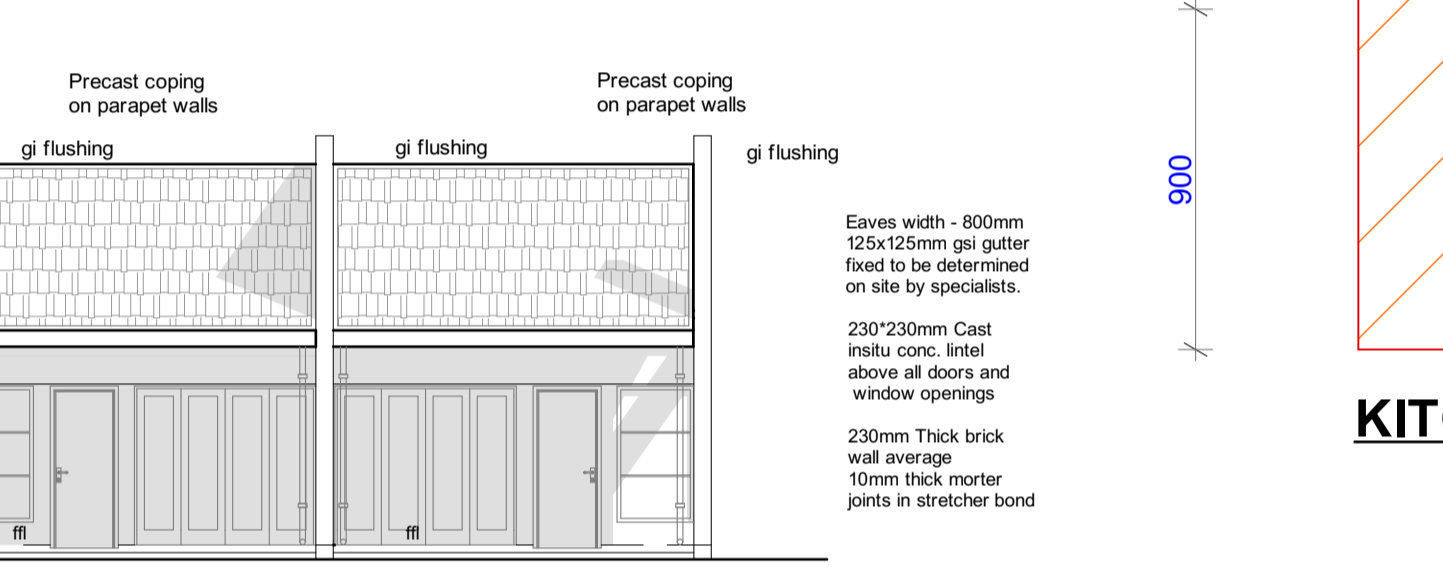 Precast coping
on parapet walls
Precast coping
on parapet walls
gi flushing
gi flushing
gi flushing
Eaves width - 800mm
125x125mm gsi gutter
fixed to be determined
on site by specialists.
230*230mm Cast
insitu conc. lintel
above all doors and
window openings
230mm Thick brick
wall average
10mm thick morter
joints in stretcher bond
ffl
ffl
900